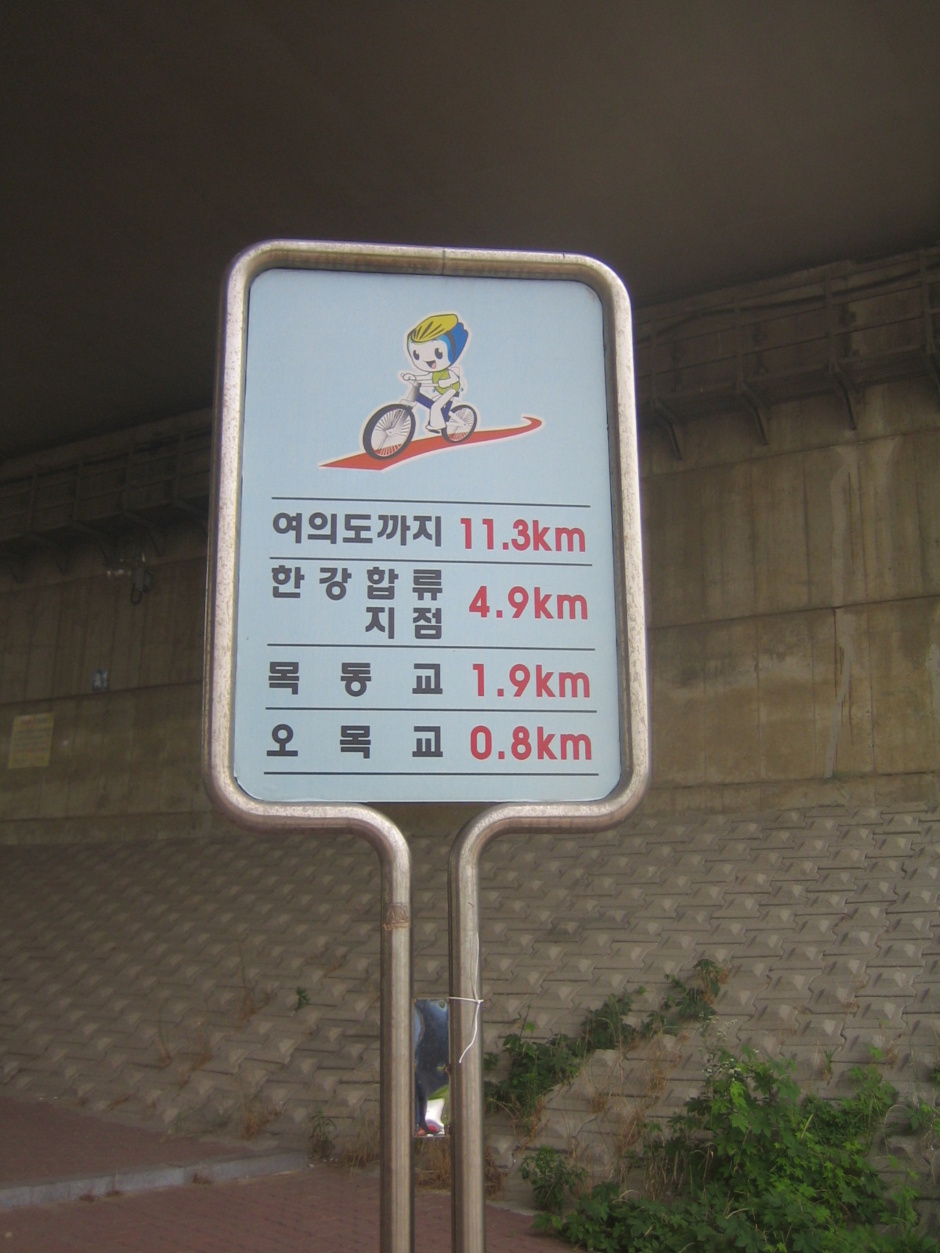 여의도까지 11.3km
한강합류
지점 4.9km
목동교 1.9km
오목교 0.8km